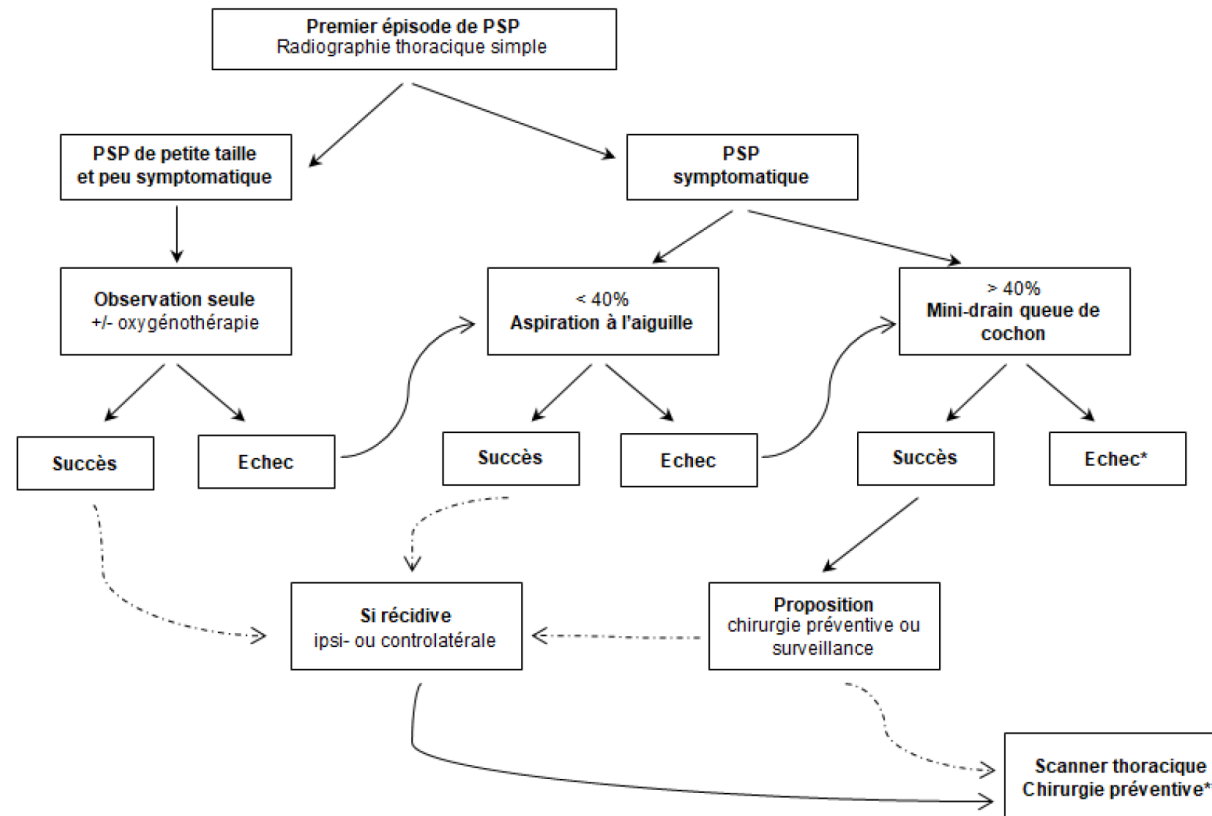 Premier épisode de PSP
Radiographie thoracique simple
PSP de petite taille
et peu symptomatique
PSP
symptomatique
Observation seule
+/- oxygénothérapie
< 40%
Aspiration à l'aiguille
> 40%
Mini-drain queue de
cochon
Succès
Echec
Succès
Echec
Succès
Echec*
Si récidive
ipsi- ou controlatérale
Proposition
chirurgie préventive ou
surveillance
Scanner thoracique
Chirurgie préventive*